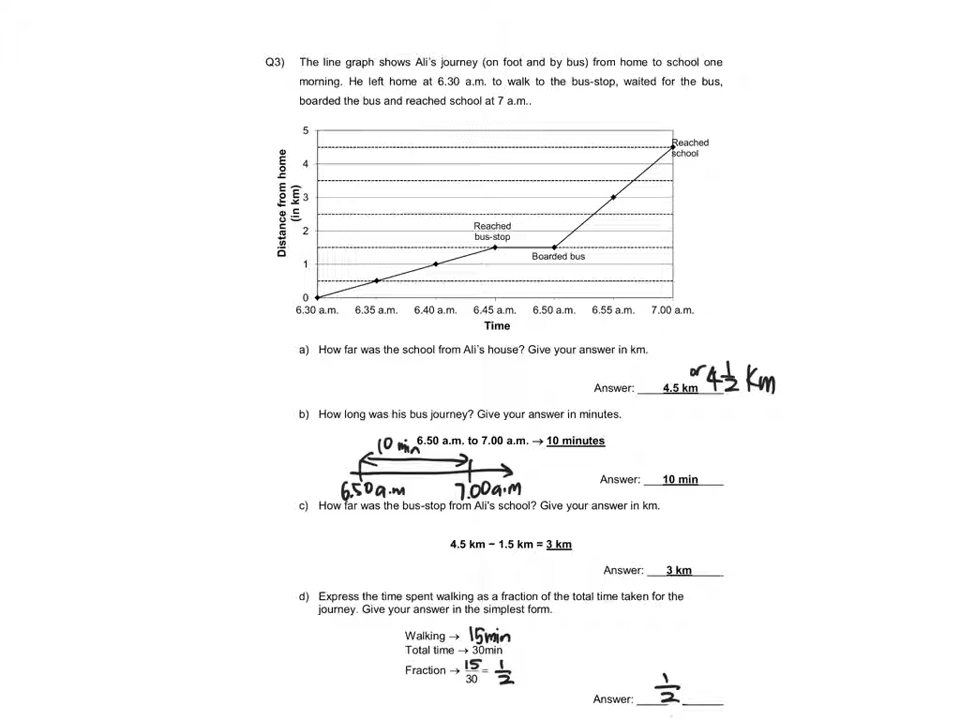 Q3) The line graph shows Ali's journey (on foot and by bus) from home to school one
morning. He left home at 6.30 a.m. to walk to the bus-stop, waited for the bus,
boarded the bus and reached school at 7 a.m..
5
4
3
2
1
0
Distance from home
(in km)
Reached
school
Reached
bus-stop
Boarded bus
6.30 a.m. 6.35 a.m. 6.40 a.m. 6.45 a.m. 6.50 a.m. 6.55 a.m. 7.00 a.m.
Time
a) How far was the school from Ali's house? Give your answer in km.
Answer: 4.5 km or 4 1/2 km
b) How long was his bus journey? Give your answer in minutes.
6.50 a.m. to 7.00 a.m. → 10 minutes
10 min
6.50a.m 7.00a.m
Answer: 10 min
c) How far was the bus-stop from Ali's school? Give your answer in km.
4.5 km − 1.5 km = 3 km
Answer: 3 km
d) Express the time spent walking as a fraction of the total time taken for the
journey. Give your answer in the simplest form.
Walking → 15min
Total time → 30min
Fraction → 15/30 = 1/2
Answer: 1/2